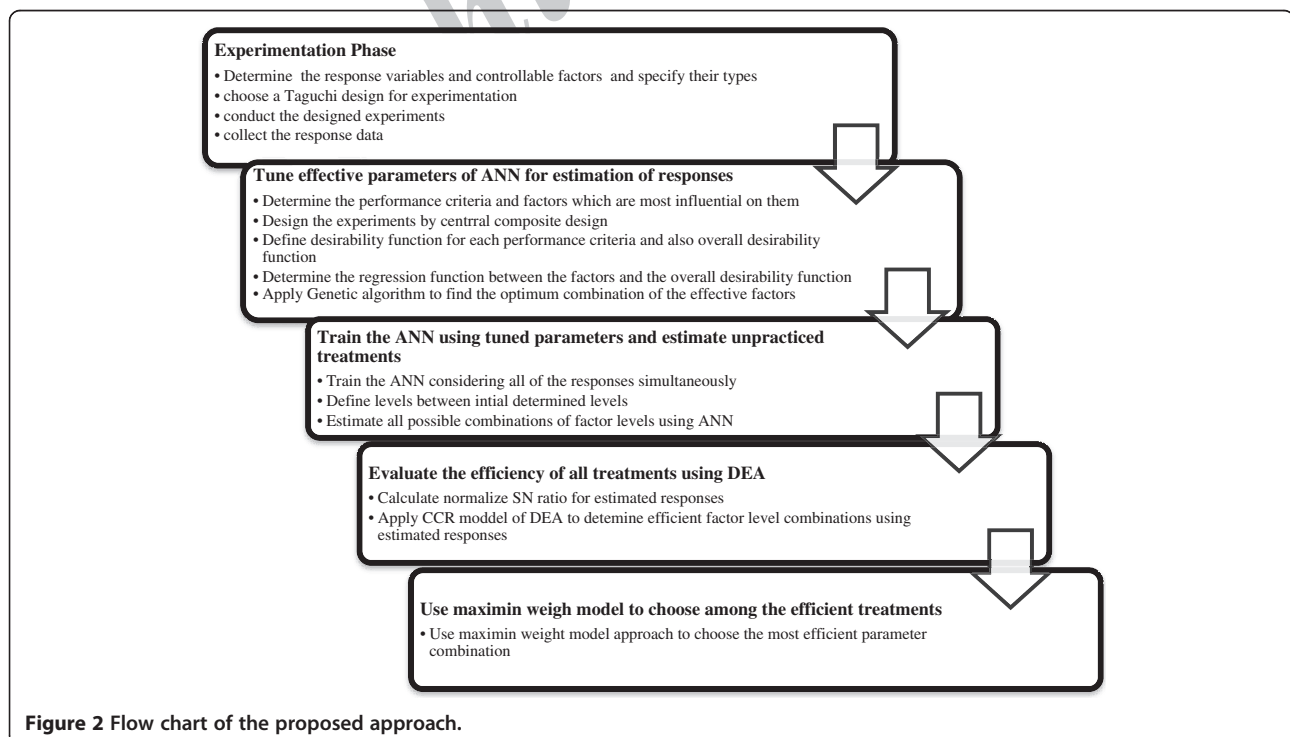 Experimentation Phase
• Determine the response variables and controllable factors and specify their types
• choose a Taguchi design for experimentation
• conduct the designed experiments
• collect the response data
Tune effective parameters of ANN for estimation of responses
• Determine the performance criteria and factors which are most influential on them
• Design the experiments by centrral composite design
• Define desirability function for each performance criteria and also overall desirability
function
• Determine the regression function between the factors and the overall desirability function
• Apply Genetic algorithm to find the optimum combination of the effective factors
Train the ANN using tuned parameters and estimate unpracticed
treatments
• Train the ANN considering all of the responses simultaneously
• Define levels between intial determined levels
• Estimate all possible combinations of factor levels using ANN
Evaluate the efficiency of all treatments using DEA
• Calculate normalize SN ratio for estimated responses
• Apply CCR moddel of DEA to detemine efficient factor level combinations using
estimated responses
Use maximin weigh model to choose among the efficient treatments
• Use maximin weight model approach to choose the most efficient parameter
combination
Figure 2 Flow chart of the proposed approach.